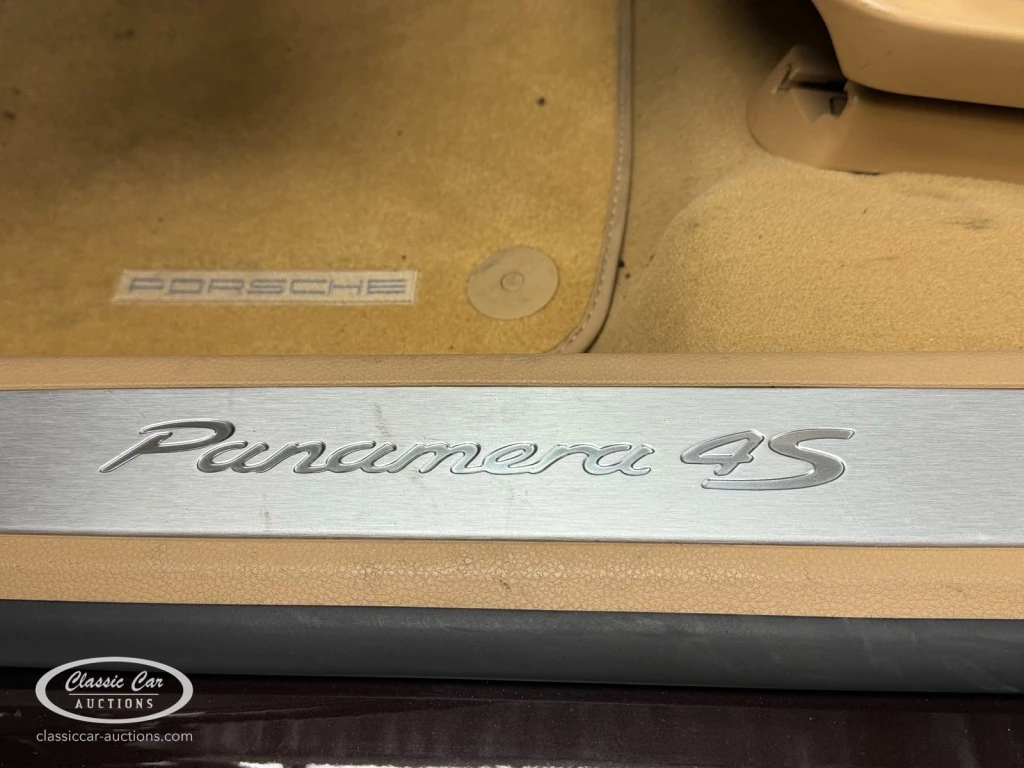 PORSCHE
Panamera 4S
Classic Car
AUCTIONS
classiccar-auctions.com